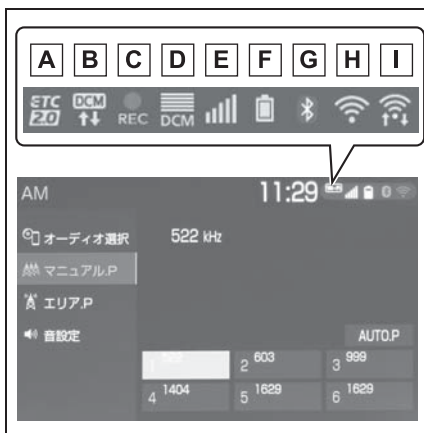 A B C D E F G H I
ETC 2.0 DCM REC DCM
AM 11:29
オーディオ選択 522 kHz
マニュアル.P
エリア.P
音設定 AUTO.P
1 2 603 3 999
4 1404 5 1629 6 1629